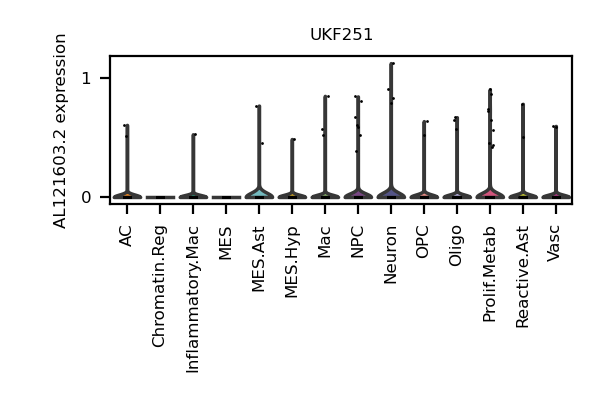 UKF251
AL121603.2 expression
1
0
AC
Chromatin.Reg
Inflammatory.Mac
MES
MES.Ast
MES.Hyp
Mac
NPC
Neuron
OPC
Oligo
Prolif.Metab
Reactive.Ast
Vasc